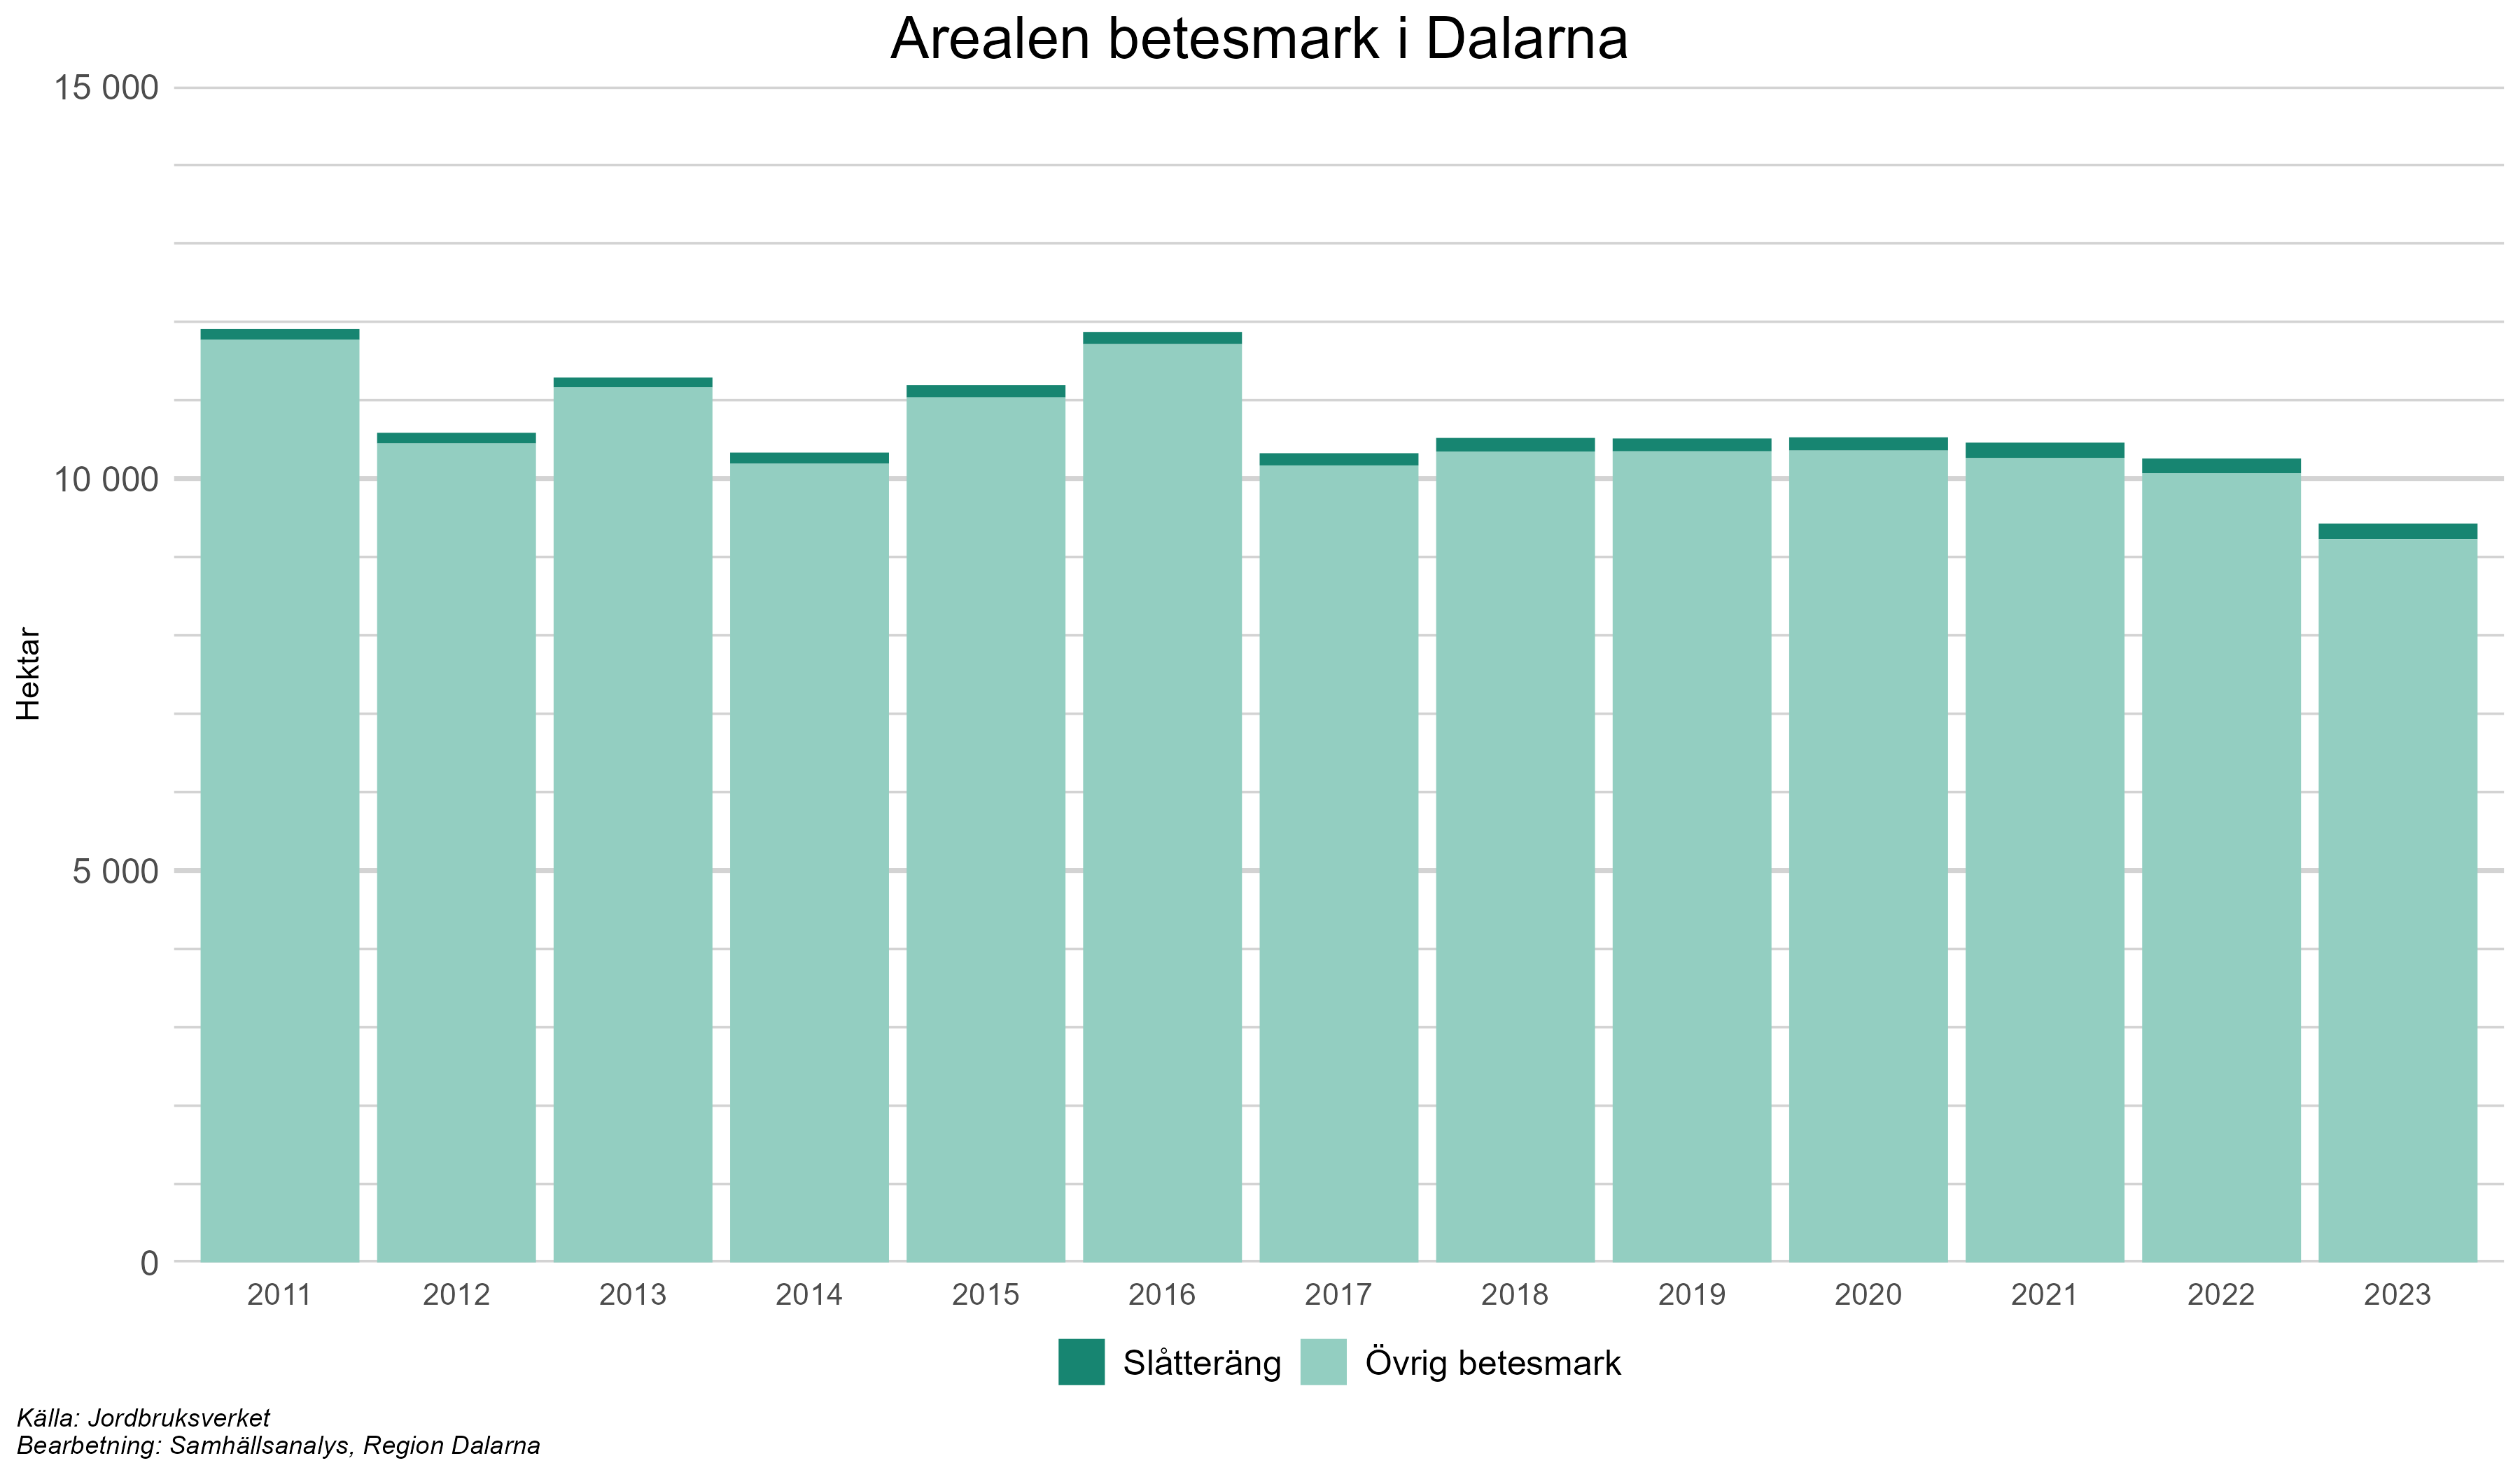 Arealen betesmark i Dalarna
15 000
10 000
5 000
0
Hektar
2011 2012 2013 2014 2015 2016 2017 2018 2019 2020 2021 2022 2023
Slåtteräng Övrig betesmark
Källa: Jordbruksverket
Bearbetning: Samhällsanalys, Region Dalarna